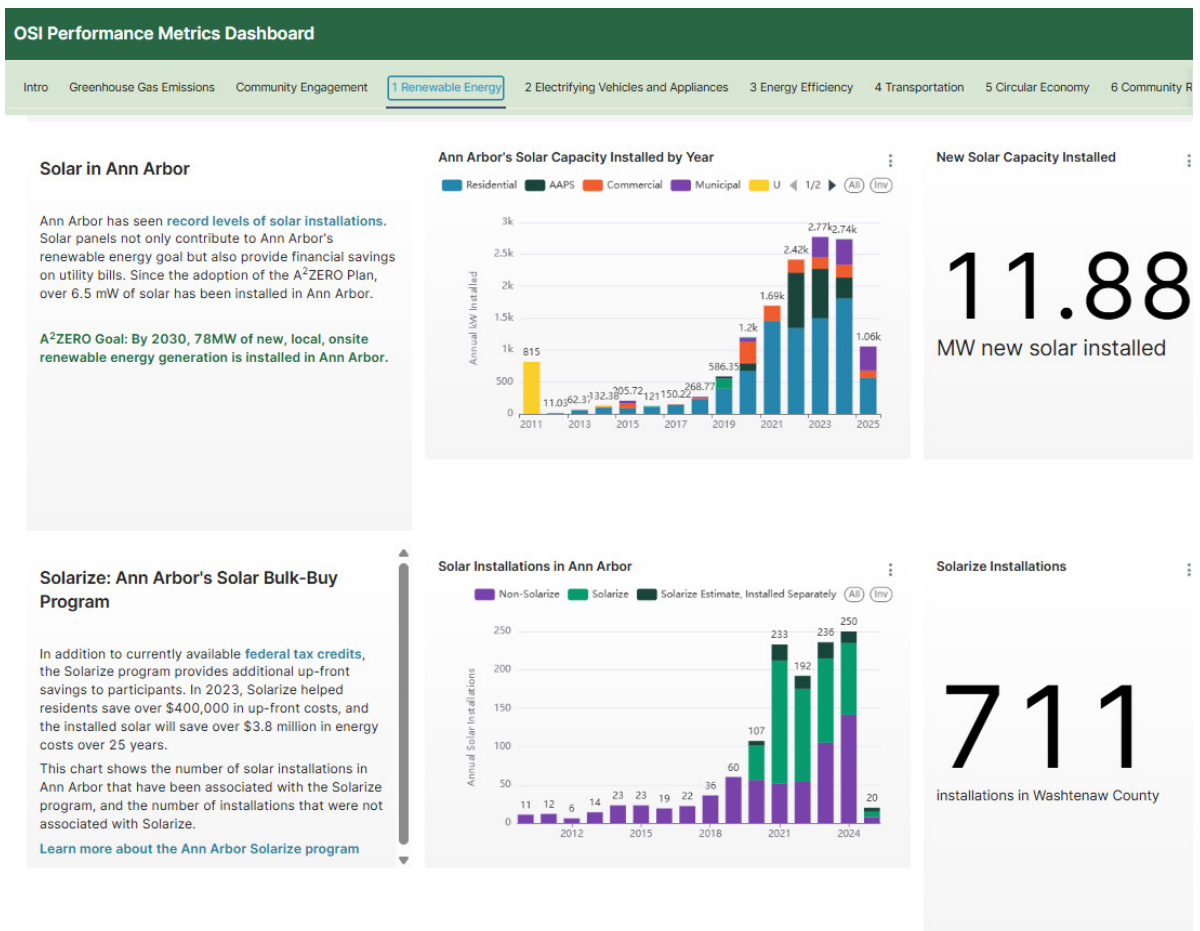 OSI Performance Metrics Dashboard
Intro Greenhouse Gas Emissions Community Engagement 1 Renewable Energy 2 Electrifying Vehicles and Appliances 3 Energy Efficiency 4 Transportation 5 Circular Economy 6 Community R
Solar in Ann Arbor
Ann Arbor has seen record levels of solar installations.
Solar panels not only contribute to Ann Arbor's
renewable energy goal but also provide financial savings
on utility bills. Since the adoption of the A²ZERO Plan,
over 6.5 mW of solar has been installed in Ann Arbor.
A²ZERO Goal: By 2030, 78MW of new, local, onsite
renewable energy generation is installed in Ann Arbor.
Ann Arbor's Solar Capacity Installed by Year
Residential AAPS Commercial Municipal U 1/2 All Inv
Annual kW Installed
3k
2.5k
2k
1.5k
1k
500
0
815 11.03 62.37 132.38 205.72 121 150.22 268.77 586.35 1.2k 1.69k 2.42k 2.77k 2.74k 1.06k
2011 2013 2015 2017 2019 2021 2023 2025
New Solar Capacity Installed
11.88
MW new solar installed
Solarize: Ann Arbor's Solar Bulk-Buy
Program
In addition to currently available federal tax credits,
the Solarize program provides additional up-front
savings to participants. In 2023, Solarize helped
residents save over $400,000 in up-front costs, and
the installed solar will save over $3.8 million in energy
costs over 25 years.
This chart shows the number of solar installations in
Ann Arbor that have been associated with the Solarize
program, and the number of installations that were not
associated with Solarize.
Learn more about the Ann Arbor Solarize program
Solar Installations in Ann Arbor
Non-Solarize Solarize Solarize Estimate, Installed Separately All Inv
Annual Solar Installations
250
200
150
100
50
0
11 12 6 14 23 23 19 22 36 60 107 233 192 236 250 20
2012 2015 2018 2021 2024
Solarize Installations
711
installations in Washtenaw County